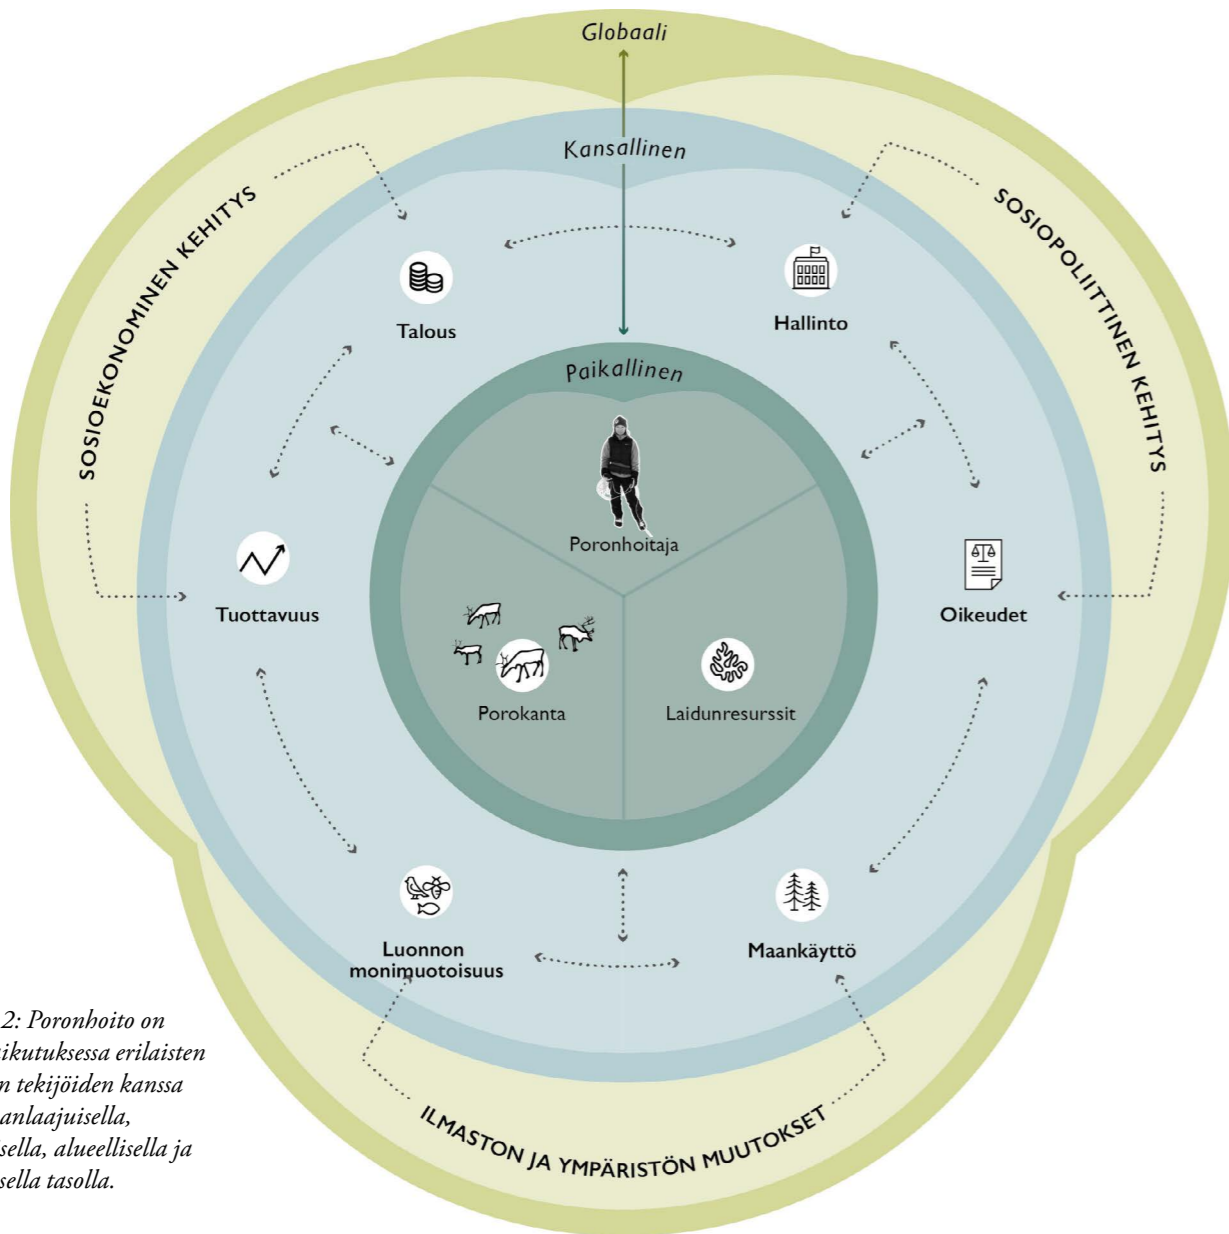 Globaali
Kansallinen
SOSIOEKONOMINEN KEHITYS
SOSIOPOLIITTINEN KEHITYS
Talous
Hallinto
Paikallinen
Poronhoitaja
Tuottavuus
Oikeudet
Porokanta
Laidunresurssit
Luonnon
monimuotoisuus
Maankäyttö
ILMASTON JA YMPÄRISTÖN MUUTOKSET
2: Poronhoito on
aikutuksessa erilaisten
n tekijöiden kanssa
anlaajuisella,
sella, alueellisella ja
sella tasolla.